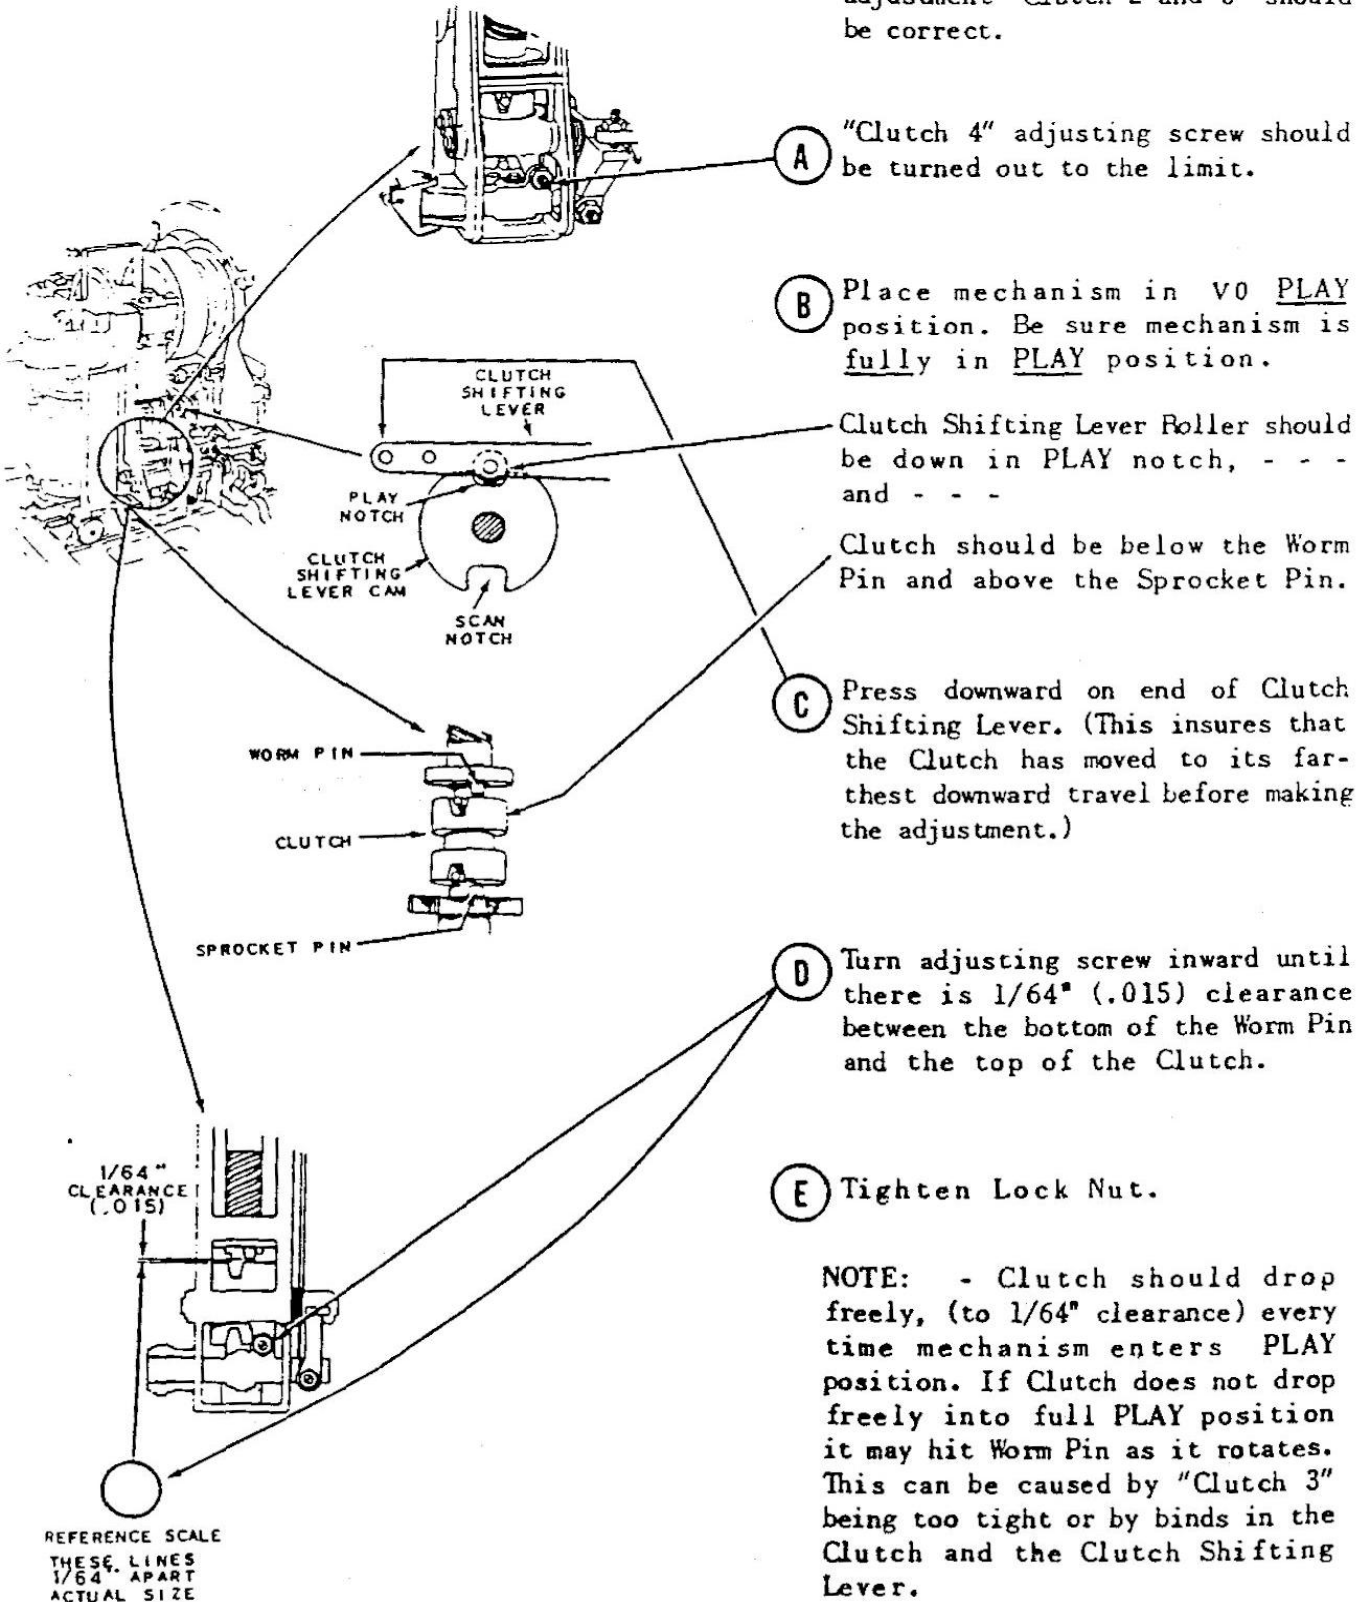 be correct.
A
"Clutch 4" adjusting screw should
be turned out to the limit.
B
Place mechanism in VO PLAY
position. Be sure mechanism is
fully in PLAY position.
CLUTCH
SHIFTING
LEVER
Clutch Shifting Lever Roller should
be down in PLAY notch, - - -
and - - -
PLAY
NOTCH
CLUTCH
SHIFTING
LEVER CAM
SCAN
NOTCH
Clutch should be below the Worm
Pin and above the Sprocket Pin.
C
Press downward on end of Clutch
Shifting Lever. (This insures that
the Clutch has moved to its far-
thest downward travel before making
the adjustment.)
WORM PIN
CLUTCH
SPROCKET PIN
D
Turn adjusting screw inward until
there is 1/64" (.015) clearance
between the bottom of the Worm Pin
and the top of the Clutch.
1/64"
CLEARANCE
(.015)
E
Tighten Lock Nut.
NOTE: - Clutch should drop
freely, (to 1/64" clearance) every
time mechanism enters PLAY
position. If Clutch does not drop
freely into full PLAY position
it may hit Worm Pin as it rotates.
This can be caused by "Clutch 3"
being too tight or by binds in the
Clutch and the Clutch Shifting
Lever.
REFERENCE SCALE
THESE LINES
1/64" APART
ACTUAL SIZE